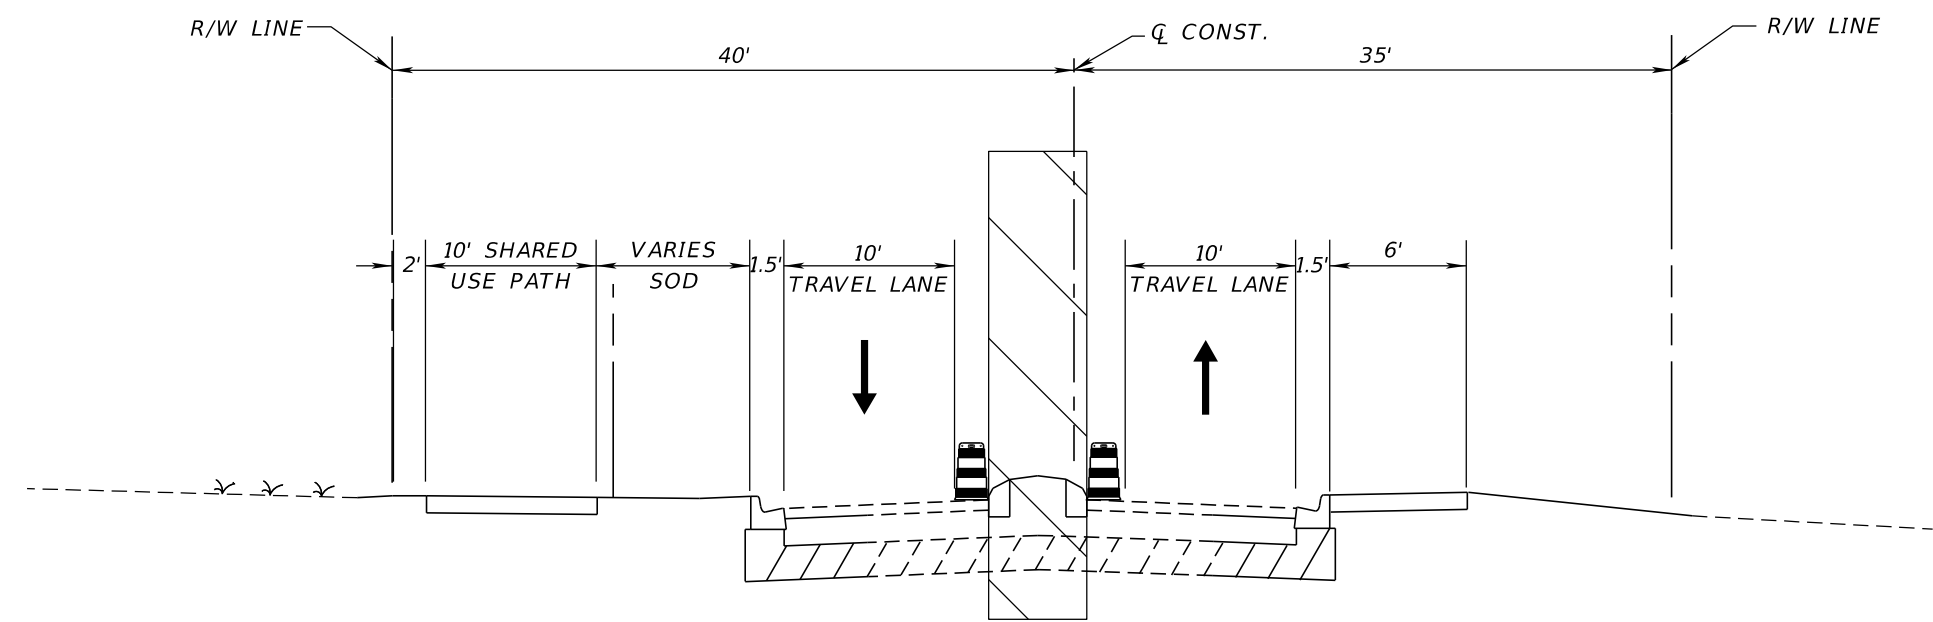 R/W LINE
℄ CONST.
R/W LINE
40'
35'
2'
10' SHARED
USE PATH
VARIES
SOD
1.5'
10'
TRAVEL LANE
10'
TRAVEL LANE
1.5'
6'